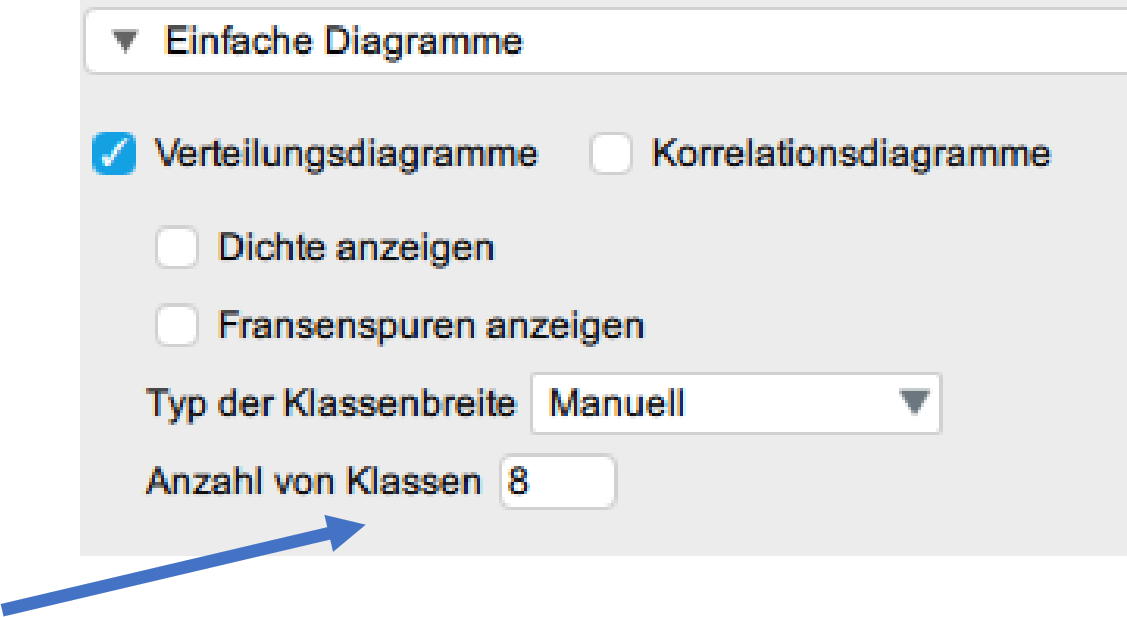 Einfache Diagramme
Verteilungsdiagramme Korrelationsdiagramme
Dichte anzeigen
Fransenspuren anzeigen
Typ der Klassenbreite Manuell
Anzahl von Klassen 8